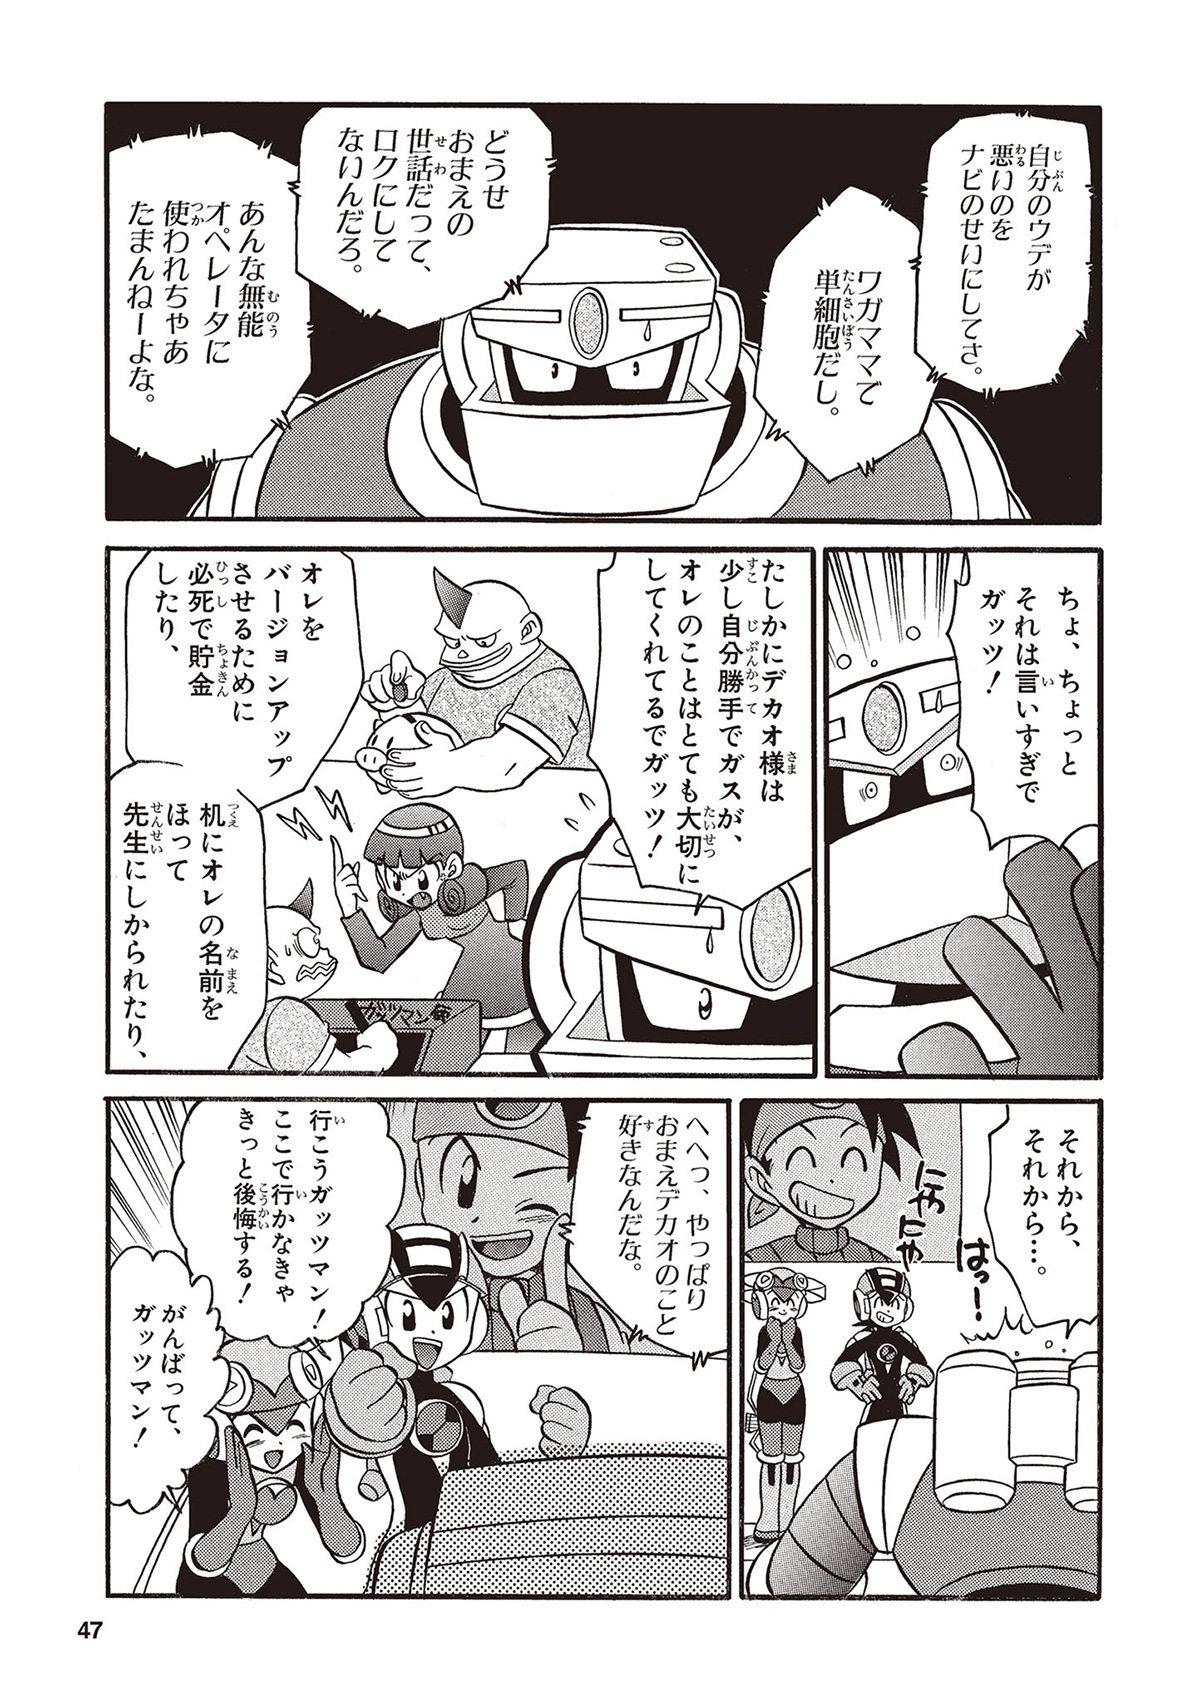 自分のウデが
悪いのを
ナビのせいにしてさ。
ワガママで
単細胞だし。
どうせ
おまえの
世話だって、
ロクにして
ないんだろ。
あんな無能
オペレータに
使われちゃあ
たまんねーよな。
ちょ、ちょっと
それは言いすぎで
ガッツ！
たしかにデカオ様は
少し自分勝手でガスが、
オレのことはとても大切に
してくれてるでガッツ！
オレを
バージョンアップ
させるために
必死で貯金
したり、
机にオレの名前を
ほって
先生にしかられたり、
ガッツマン命
それから、
それから…。
にや
にや
はっ！
へへっ、やっぱり
おまえデカオのこと
好きなんだな。
行こうガッツマン！
ここで行かなきゃ
きっと後悔する！
がんばって、
ガッツマン！
47